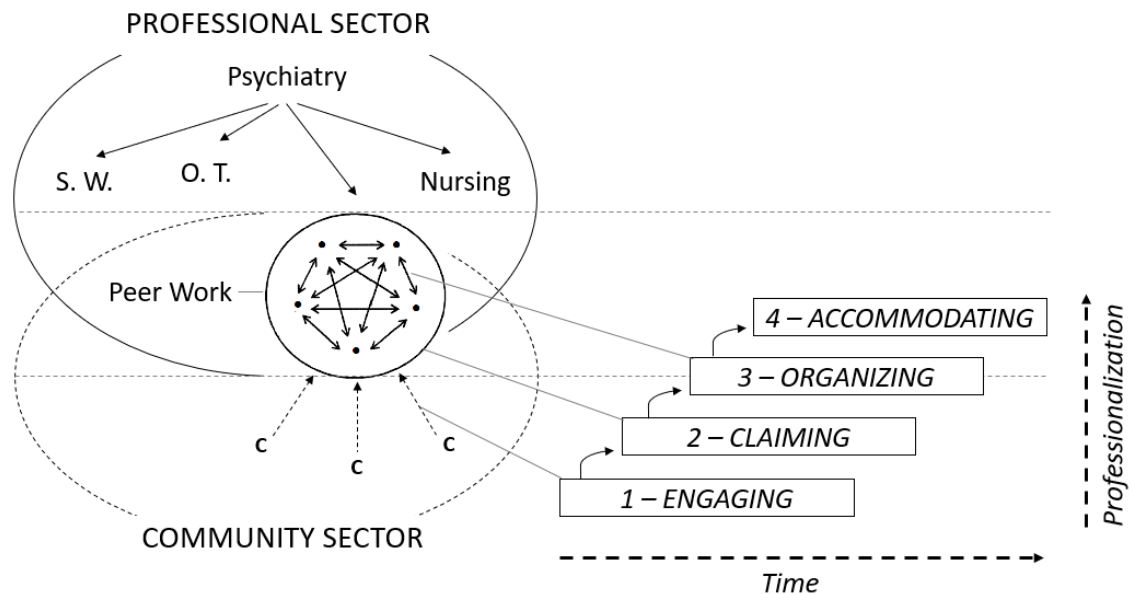 PROFESSIONAL SECTOR
Psychiatry
S. W.
O. T.
Nursing
Peer Work
4 – ACCOMMODATING
3 – ORGANIZING
2 – CLAIMING
1 – ENGAGING
C
C
C
COMMUNITY SECTOR
Time
Professionalization